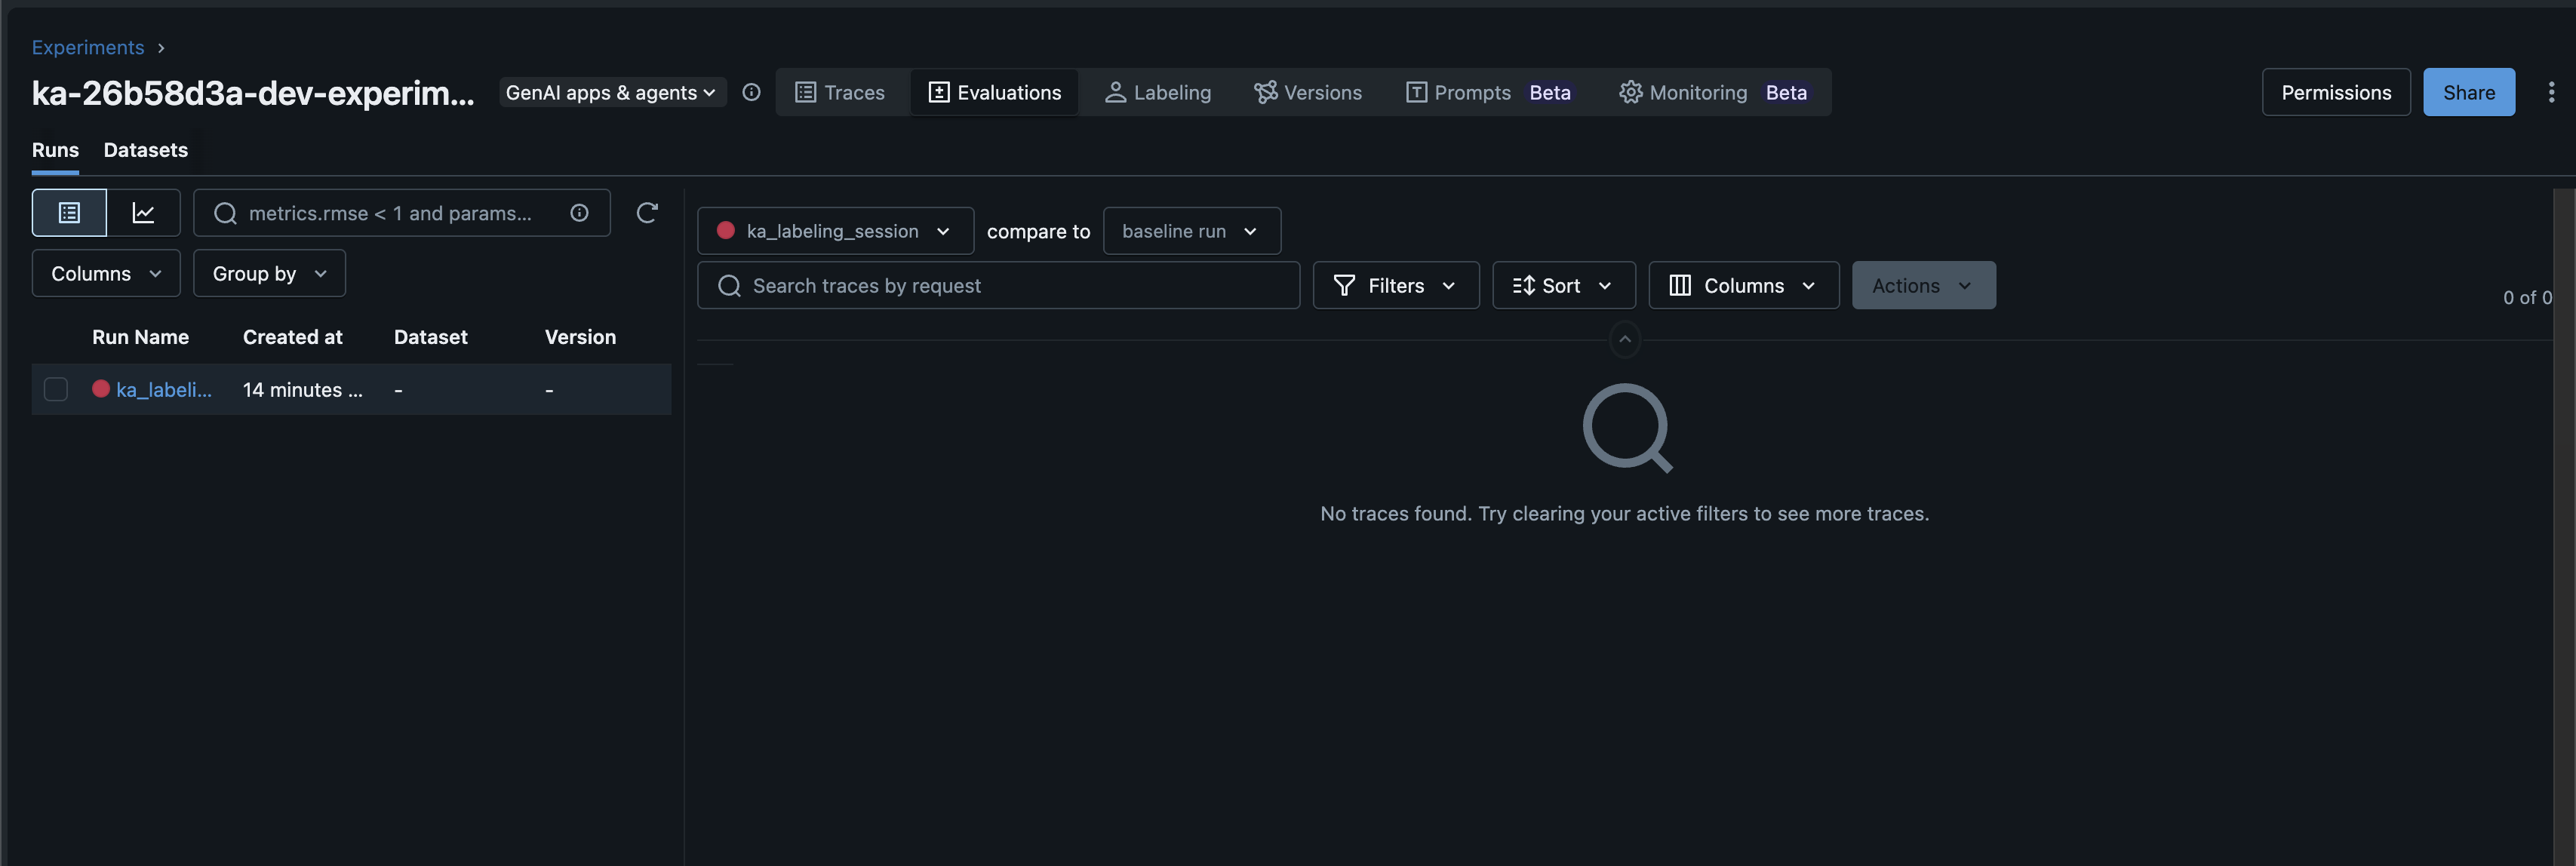 Experiments
ka-26b58d3a-dev-experim... GenAI apps & agents Traces Evaluations Labeling Versions Prompts Beta Monitoring Beta Permissions Share
Runs Datasets
metrics.rmse < 1 and params...
Columns Group by
Run Name Created at Dataset Version
ka_labeli... 14 minutes ... - -
ka_labeling_session compare to baseline run
Search traces by request Filters Sort Columns Actions
0 of 0
No traces found. Try clearing your active filters to see more traces.